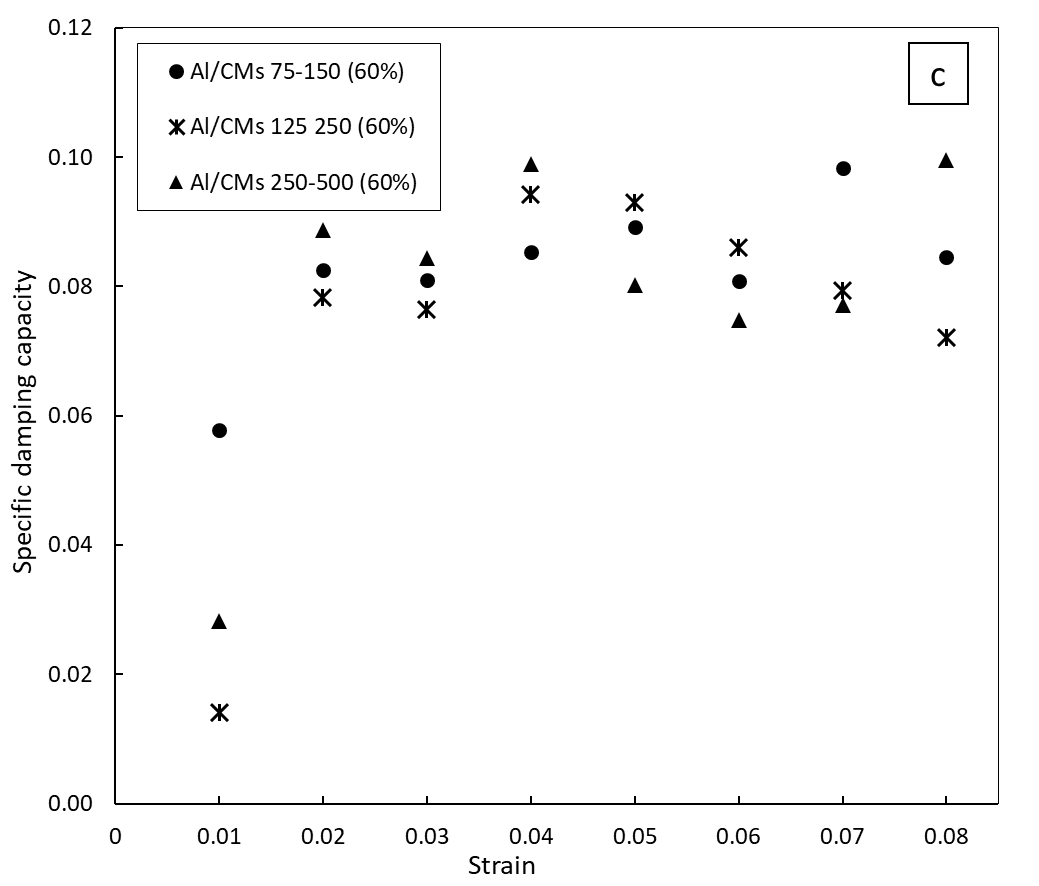 0.12
0.10
0.08
0.06
0.04
0.02
0.00
Specific damping capacity
Al/CMs 75-150 (60%)
Al/CMs 125 250 (60%)
Al/CMs 250-500 (60%)
c
0 0.01 0.02 0.03 0.04 0.05 0.06 0.07 0.08
Strain